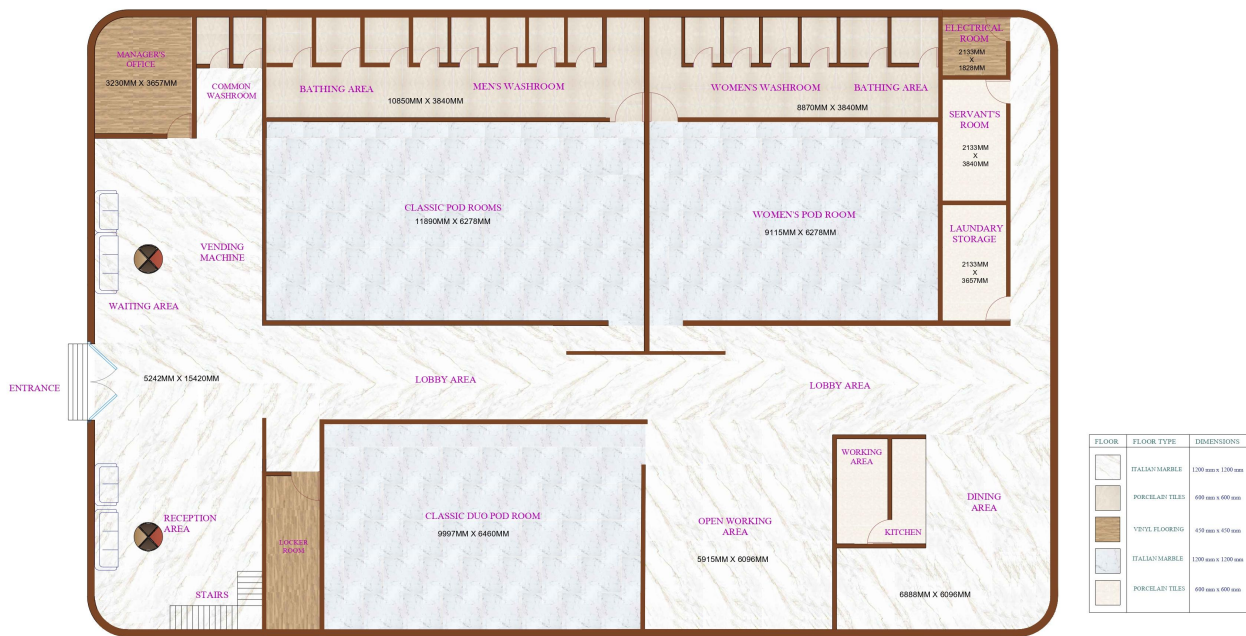 MANAGER'S
OFFICE
3230MM X 3657MM
COMMON
WASHROOM
BATHING AREA
MEN'S WASHROOM
10850MM X 3840MM
WOMEN'S WASHROOM
BATHING AREA
8870MM X 3840MM
ELECTRICAL
ROOM
2133MM
X
1828MM
SERVANT'S
ROOM
2133MM
X
3840MM
CLASSIC POD ROOMS
11890MM X 6278MM
WOMEN'S POD ROOM
9115MM X 6278MM
LAUNDARY
STORAGE
2133MM
X
3657MM
VENDING
MACHINE
WAITING AREA
ENTRANCE
5242MM X 15420MM
LOBBY AREA
LOBBY AREA
RECEPTION
AREA
STAIRS
LOCKER
ROOM
CLASSIC DUO POD ROOM
9997MM X 6460MM
OPEN WORKING
AREA
5915MM X 6096MM
WORKING
AREA
KITCHEN
DINING
AREA
6888MM X 6096MM
FLOOR FLOOR TYPE DIMENSIONS
ITALIAN MARBLE 1200 mm x 1200 mm
PORCELAIN TILES 600 mm x 600 mm
VINYL FLOORING 450 mm x 450 mm
ITALIAN MARBLE 1200 mm x 1200 mm
PORCELAIN TILES 600 mm x 600 mm